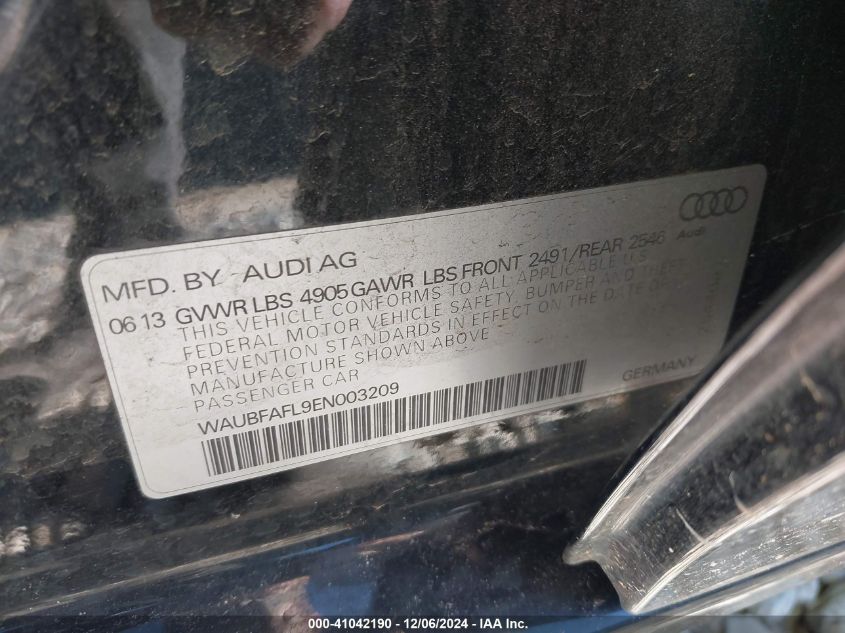 MFD. BY AUDI AG
Audi
06 13 GVWR LBS 4905 GAWR LBS FRONT 2491/REAR 2546
THIS VEHICLE CONFORMS TO ALL APPLICABLE U.S.
FEDERAL MOTOR VEHICLE SAFETY, BUMPER AND THEFT
PREVENTION STANDARDS IN EFFECT ON THE DATE OF
MANUFACTURE SHOWN ABOVE
PASSENGER CAR
WAUBFAFL9EN003209
GERMANY
000-41042190 - 12/06/2024 - IAA Inc.